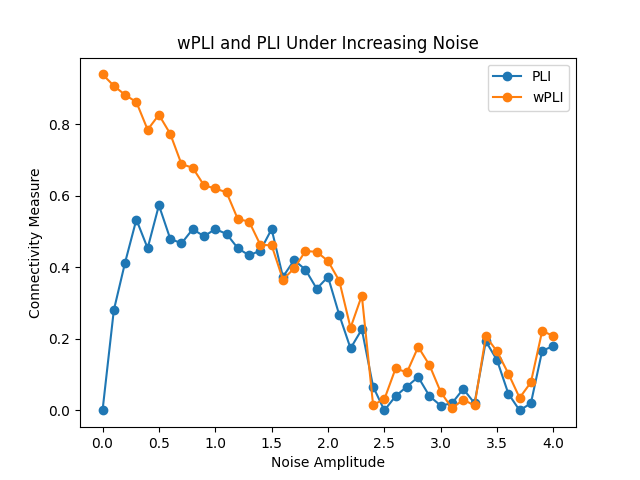 wPLI and PLI Under Increasing Noise
PLI
wPLI
Connectivity Measure
0.8
0.6
0.4
0.2
0.0
0.0 0.5 1.0 1.5 2.0 2.5 3.0 3.5 4.0
Noise Amplitude